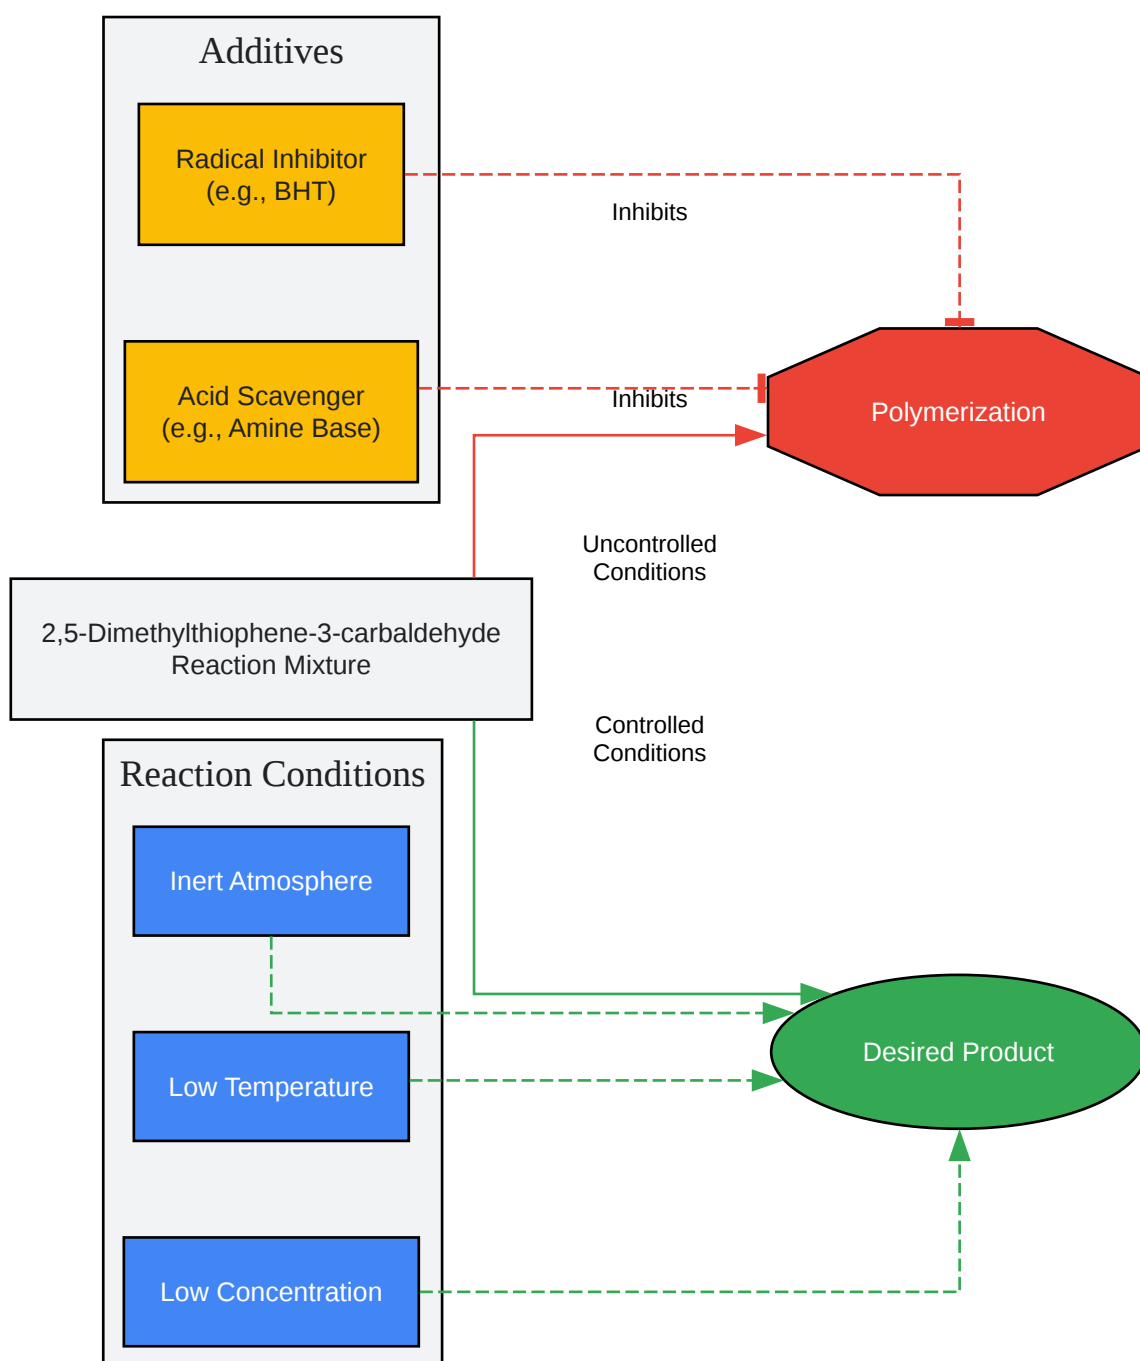 Additives
Radical Inhibitor
(e.g., BHT)
Inhibits
Acid Scavenger
(e.g., Amine Base)
Inhibits
Polymerization
Uncontrolled
Conditions
2,5-Dimethylthiophene-3-carbaldehyde
Reaction Mixture
Controlled
Conditions
Reaction Conditions
Inert Atmosphere
Low Temperature
Desired Product
Low Concentration